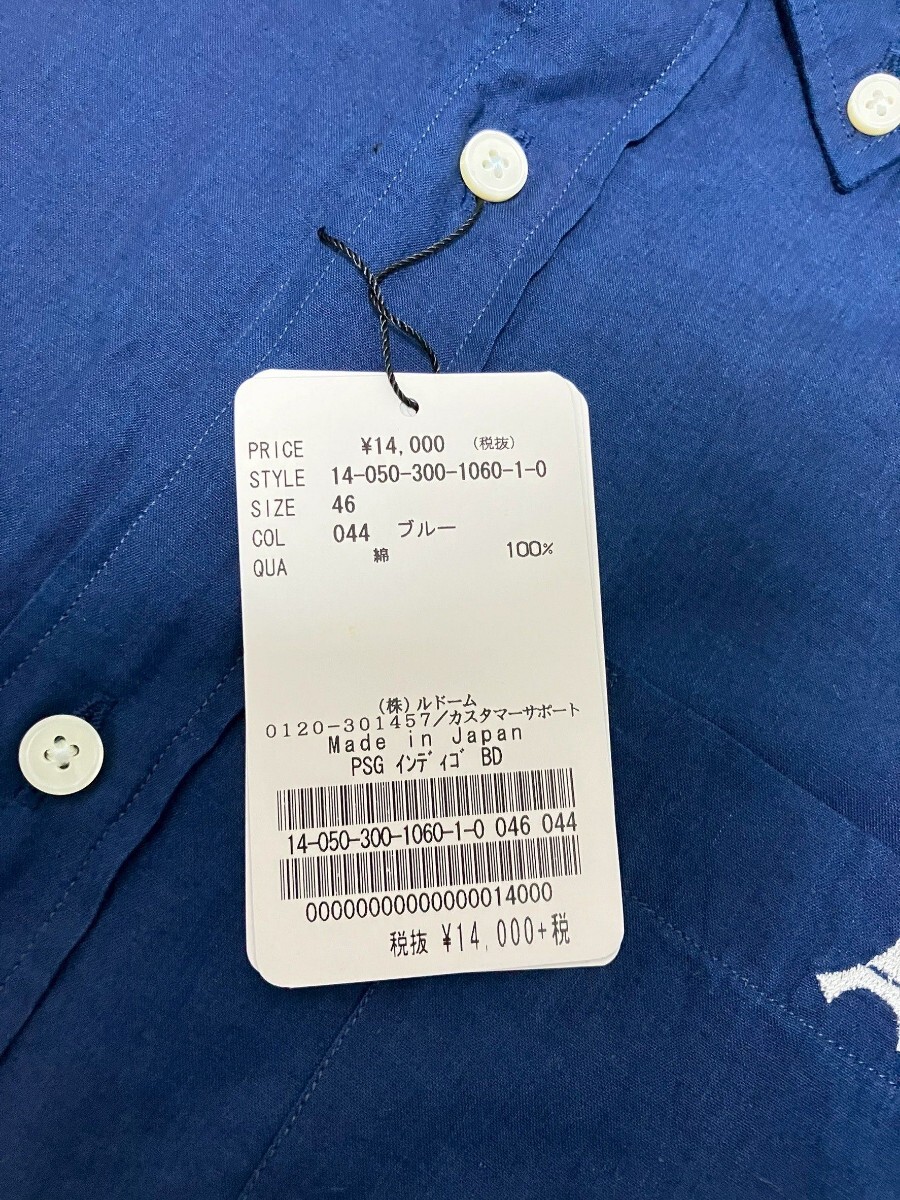 PRICE ¥14,000 (税抜)
STYLE 14-050-300-1060-1-0
SIZE 46
COL 044 ブルー
QUA 綿 100%
(株)ルドーム
0120-301457/カスタマーサポート
Made in Japan
PSG ｲﾝﾃﾞｨｺﾞ BD
14-050-300-1060-1-0 046 044
00000000000000014000
税抜 ¥14,000+税